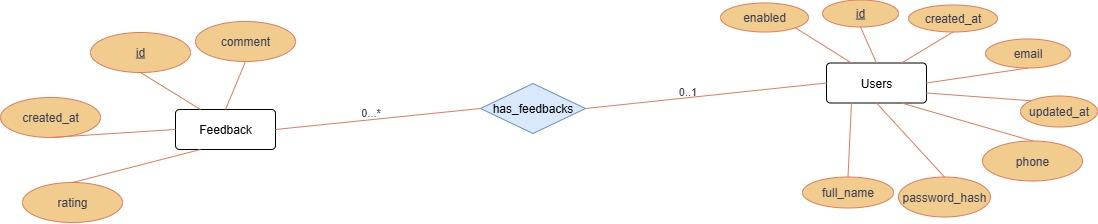 enabled
id
created_at
id
comment
email
Users
0..1
has_feedbacks
updated_at
created_at
0...*
Feedback
phone
full_name
password_hash
rating